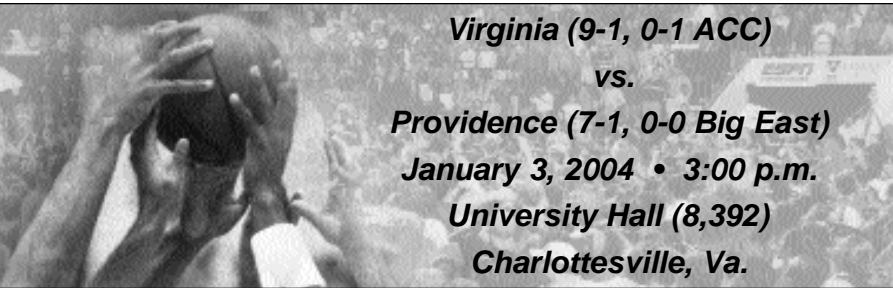 Virginia (9-1, 0-1 ACC)
vs.
Providence (7-1, 0-0 Big East)
January 3, 2004 • 3:00 p.m.
University Hall (8,392)
Charlottesville, Va.
ESPN